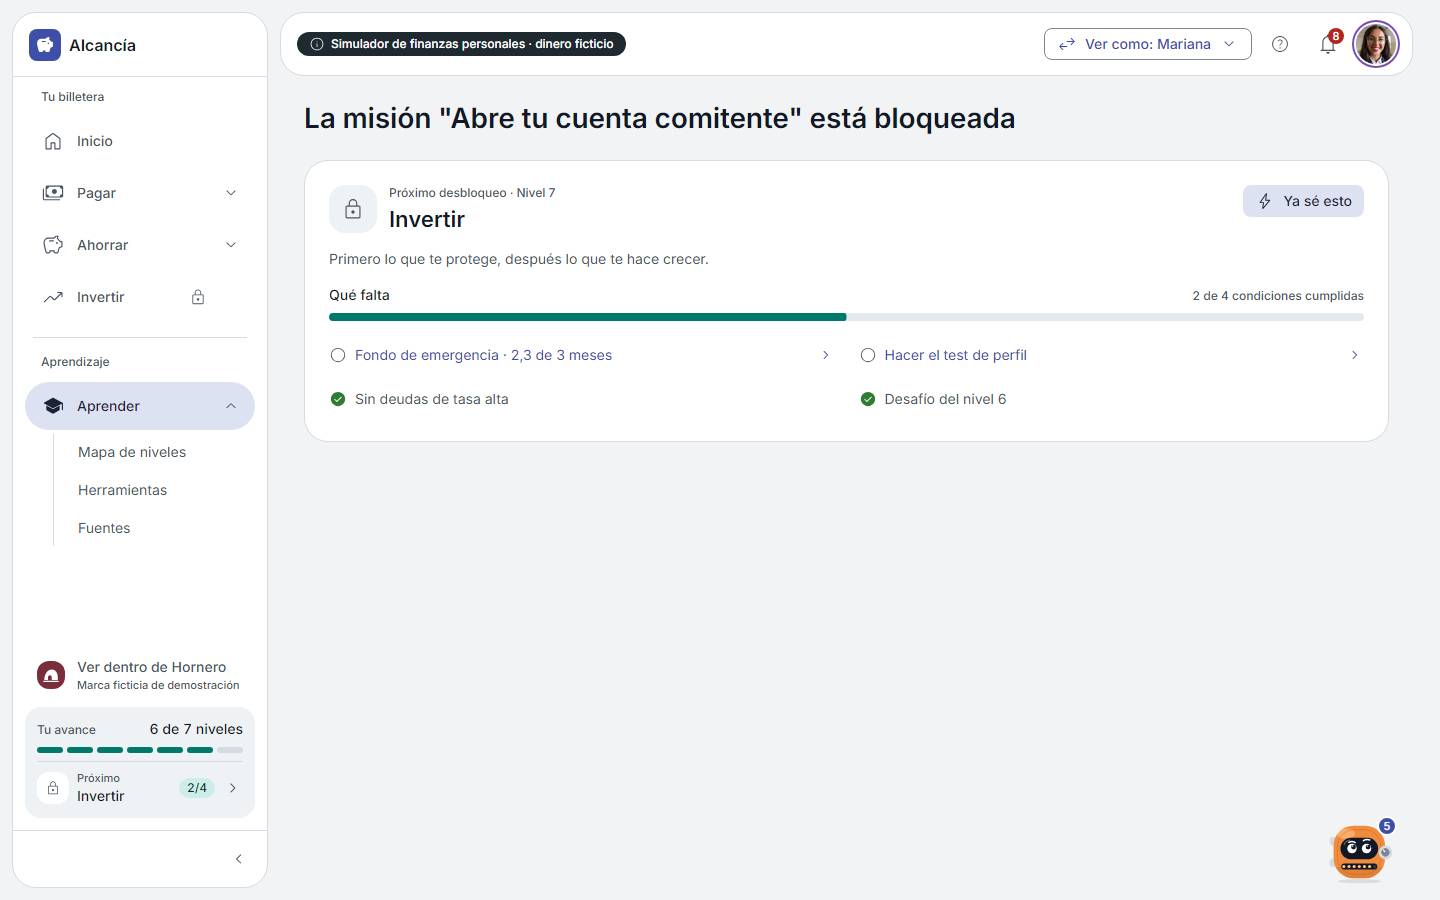 Alcancía
Tu billetera
Inicio
Pagar
Ahorrar
Invertir
Aprendizaje
Aprender
Mapa de niveles
Herramientas
Fuentes
Ver dentro de Hornero
Marca ficticia de demostración
Tu avance 6 de 7 niveles
Próximo
Invertir 2/4
Simulador de finanzas personales · dinero ficticio
Ver como: Mariana
8
La misión "Abre tu cuenta comitente" está bloqueada
Próximo desbloqueo · Nivel 7
Invertir
Ya sé esto
Primero lo que te protege, después lo que te hace crecer.
Qué falta 2 de 4 condiciones cumplidas
Fondo de emergencia · 2,3 de 3 meses
Hacer el test de perfil
Sin deudas de tasa alta
Desafío del nivel 6
5